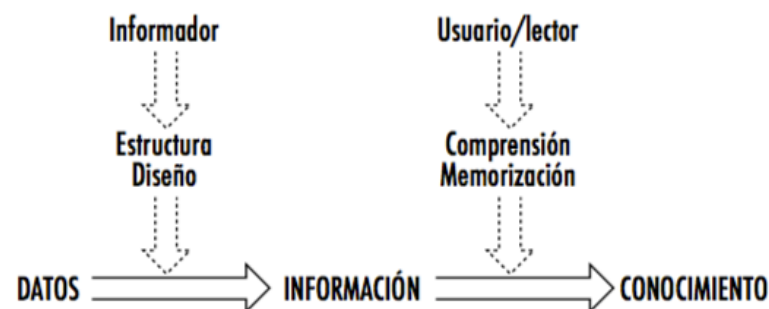 Informador
Usuario/lector
Estructura
Diseño
Comprensión
Memorización
DATOS
INFORMACIÓN
CONOCIMIENTO